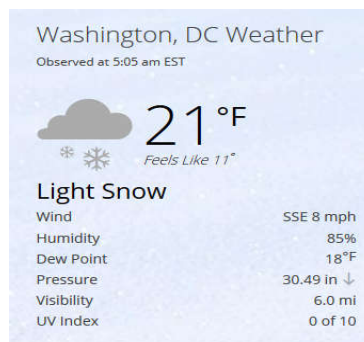 Washington, DC Weather
Observed at 5:05 am EST
21°F
Feels Like 11°
Light Snow
Wind SSE 8 mph
Humidity 85%
Dew Point 18°F
Pressure 30.49 in ↓
Visibility 6.0 mi
UV Index 0 of 10